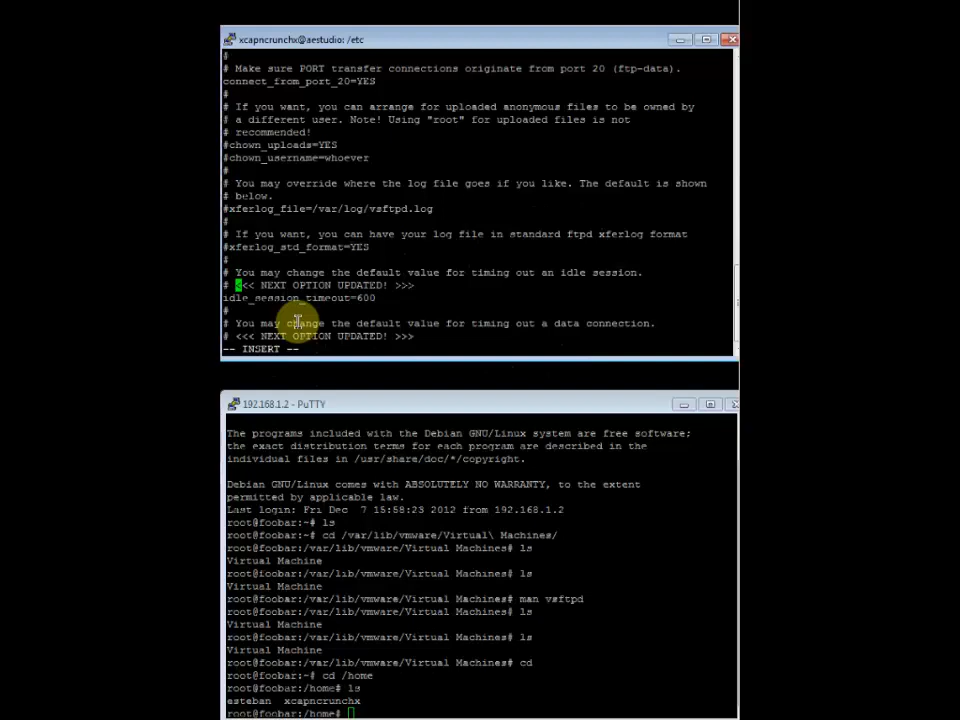 xcapncrunchx@aestudio: /etc
#
# Make sure PORT transfer connections originate from port 20 (ftp-data).
connect_from_port_20=YES
#
# If you want, you can arrange for uploaded anonymous files to be owned by
# a different user. Note! Using "root" for uploaded files is not
# recommended!
#chown_uploads=YES
#chown_username=whoever
#
# You may override where the log file goes if you like. The default is shown
# below.
#xferlog_file=/var/log/vsftpd.log
#
# If you want, you can have your log file in standard ftpd xferlog format
#xferlog_std_format=YES
#
# You may change the default value for timing out an idle session.
# <<< NEXT OPTION UPDATED! >>>
idle_session_timeout=600
#
# You may change the default value for timing out a data connection.
# <<< NEXT OPTION UPDATED! >>>
-- INSERT --
192.168.1.2 - PuTTY
The programs included with the Debian GNU/Linux system are free software;
the exact distribution terms for each program are described in the
individual files in /usr/share/doc/*/copyright.
Debian GNU/Linux comes with ABSOLUTELY NO WARRANTY, to the extent
permitted by applicable law.
Last login: Fri Dec  7 15:58:23 2012 from 192.168.1.2
root@foobar:~# ls
root@foobar:~# cd /var/lib/vmware/Virtual\ Machines/
root@foobar:/var/lib/vmware/Virtual Machines# ls
Virtual Machine
root@foobar:/var/lib/vmware/Virtual Machines# ls
Virtual Machine
root@foobar:/var/lib/vmware/Virtual Machines# man vsftpd
root@foobar:/var/lib/vmware/Virtual Machines# ls
Virtual Machine
root@foobar:/var/lib/vmware/Virtual Machines# ls
Virtual Machine
root@foobar:/var/lib/vmware/Virtual Machines# cd
root@foobar:~# cd /home
root@foobar:/home# ls
esteban  xcapncrunchx
root@foobar:/home#